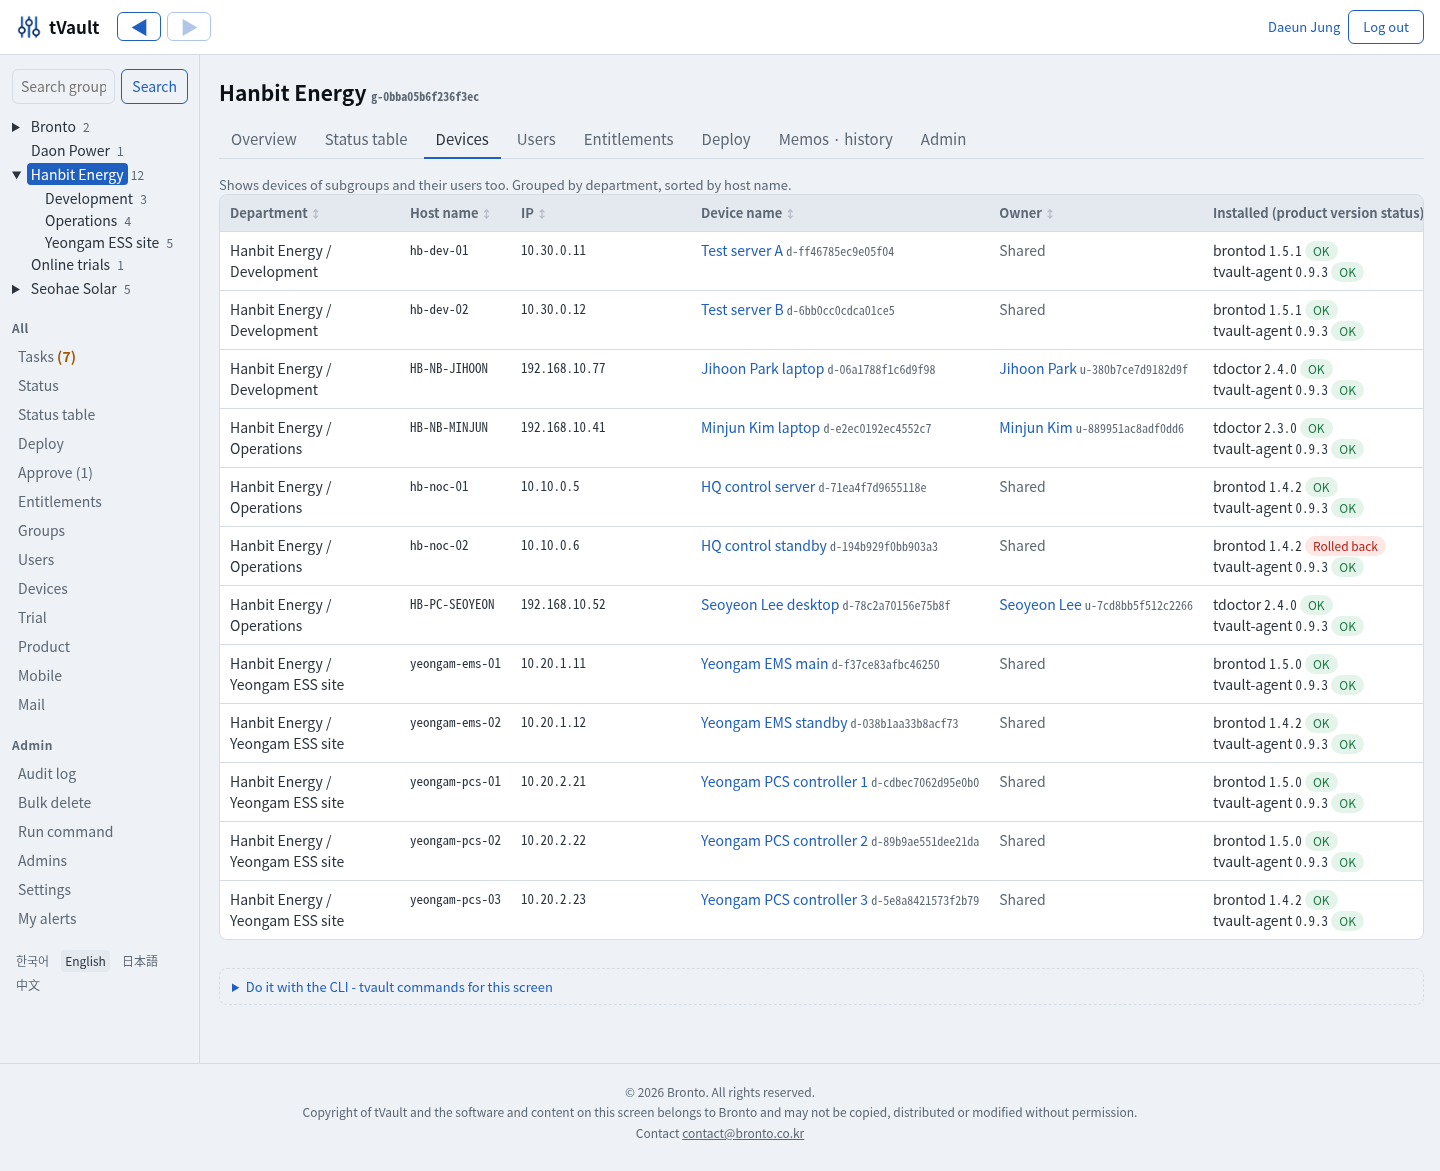 tVault ◀ ▶ Daeun Jung Log out
Search group Search
▶ Bronto 2
Daon Power 1
▼ Hanbit Energy 12
Development 3
Operations 4
Yeongam ESS site 5
Online trials 1
▶ Seohae Solar 5
All
Tasks (7)
Status
Status table
Deploy
Approve (1)
Entitlements
Groups
Users
Devices
Trial
Product
Mobile
Mail
Admin
Audit log
Bulk delete
Run command
Admins
Settings
My alerts
한국어 English 日本語
中文
Hanbit Energy g-0bba05b6f236f3ec
Overview Status table Devices Users Entitlements Deploy Memos · history Admin
Shows devices of subgroups and their users too. Grouped by department, sorted by host name.
Department ↕ Host name ↕ IP ↕ Device name ↕ Owner ↕ Installed (product version status)
Hanbit Energy / hb-dev-01 10.30.0.11 Test server A d-ff46785ec9e05f04 Shared brontod 1.5.1 OK
Development tvault-agent 0.9.3 OK
Hanbit Energy / hb-dev-02 10.30.0.12 Test server B d-6bb0cc0cdca01ce5 Shared brontod 1.5.1 OK
Development tvault-agent 0.9.3 OK
Hanbit Energy / HB-NB-JIHOON 192.168.10.77 Jihoon Park laptop d-06a1788f1c6d9f98 Jihoon Park u-380b7ce7d9182d9f tdoctor 2.4.0 OK
Development tvault-agent 0.9.3 OK
Hanbit Energy / HB-NB-MINJUN 192.168.10.41 Minjun Kim laptop d-e2ec0192ec4552c7 Minjun Kim u-889951ac8adf0dd6 tdoctor 2.3.0 OK
Operations tvault-agent 0.9.3 OK
Hanbit Energy / hb-noc-01 10.10.0.5 HQ control server d-71ea4f7d9655118e Shared brontod 1.4.2 OK
Operations tvault-agent 0.9.3 OK
Hanbit Energy / hb-noc-02 10.10.0.6 HQ control standby d-194b929f0bb903a3 Shared brontod 1.4.2 Rolled back
Operations tvault-agent 0.9.3 OK
Hanbit Energy / HB-PC-SEOYEON 192.168.10.52 Seoyeon Lee desktop d-78c2a70156e75b8f Seoyeon Lee u-7cd8bb5f512c2266 tdoctor 2.4.0 OK
Operations tvault-agent 0.9.3 OK
Hanbit Energy / yeongam-ems-01 10.20.1.11 Yeongam EMS main d-f37ce83afbc46250 Shared brontod 1.5.0 OK
Yeongam ESS site tvault-agent 0.9.3 OK
Hanbit Energy / yeongam-ems-02 10.20.1.12 Yeongam EMS standby d-038b1aa33b8acf73 Shared brontod 1.4.2 OK
Yeongam ESS site tvault-agent 0.9.3 OK
Hanbit Energy / yeongam-pcs-01 10.20.2.21 Yeongam PCS controller 1 d-cdbec7062d95e0b0 Shared brontod 1.5.0 OK
Yeongam ESS site tvault-agent 0.9.3 OK
Hanbit Energy / yeongam-pcs-02 10.20.2.22 Yeongam PCS controller 2 d-89b9ae551dee21da Shared brontod 1.5.0 OK
Yeongam ESS site tvault-agent 0.9.3 OK
Hanbit Energy / yeongam-pcs-03 10.20.2.23 Yeongam PCS controller 3 d-5e8a8421573f2b79 Shared brontod 1.4.2 OK
Yeongam ESS site tvault-agent 0.9.3 OK
▶ Do it with the CLI - tvault commands for this screen
© 2026 Bronto. All rights reserved.
Copyright of tVault and the software and content on this screen belongs to Bronto and may not be copied, distributed or modified without permission.
Contact contact@bronto.co.kr